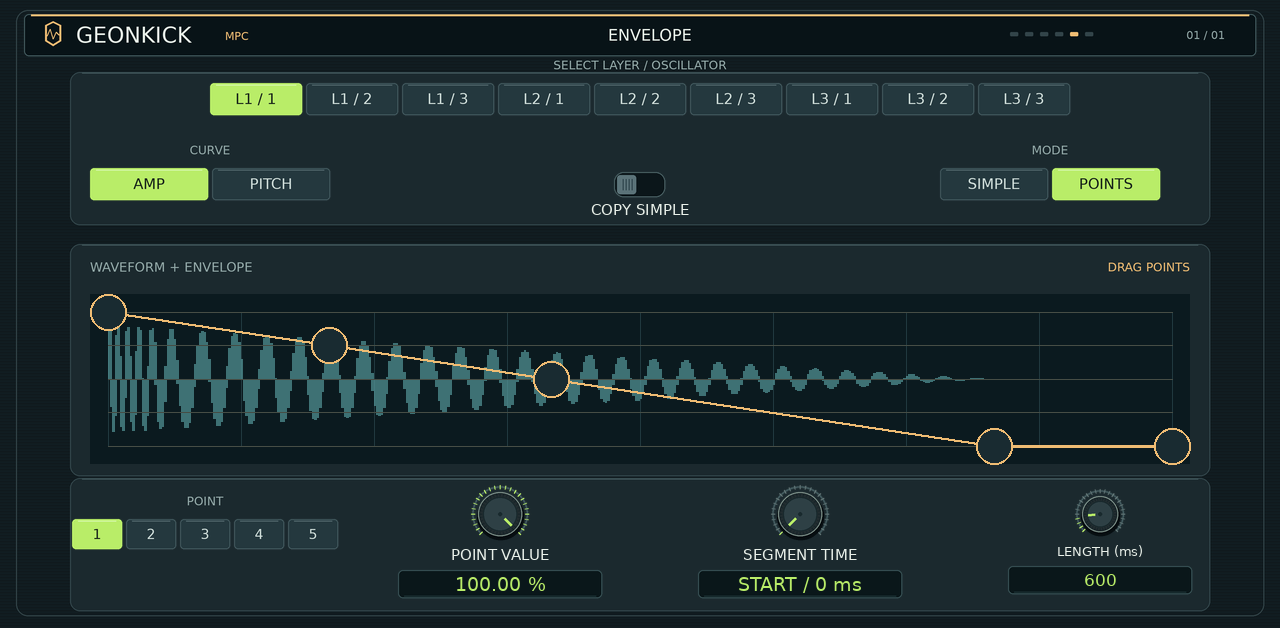 GEONKICK MPC ENVELOPE 01 / 01
SELECT LAYER / OSCILLATOR
L1 / 1 L1 / 2 L1 / 3 L2 / 1 L2 / 2 L2 / 3 L3 / 1 L3 / 2 L3 / 3
CURVE MODE
AMP PITCH SIMPLE POINTS
COPY SIMPLE
WAVEFORM + ENVELOPE DRAG POINTS
POINT
1 2 3 4 5
POINT VALUE SEGMENT TIME LENGTH (ms)
100.00 % START / 0 ms 600